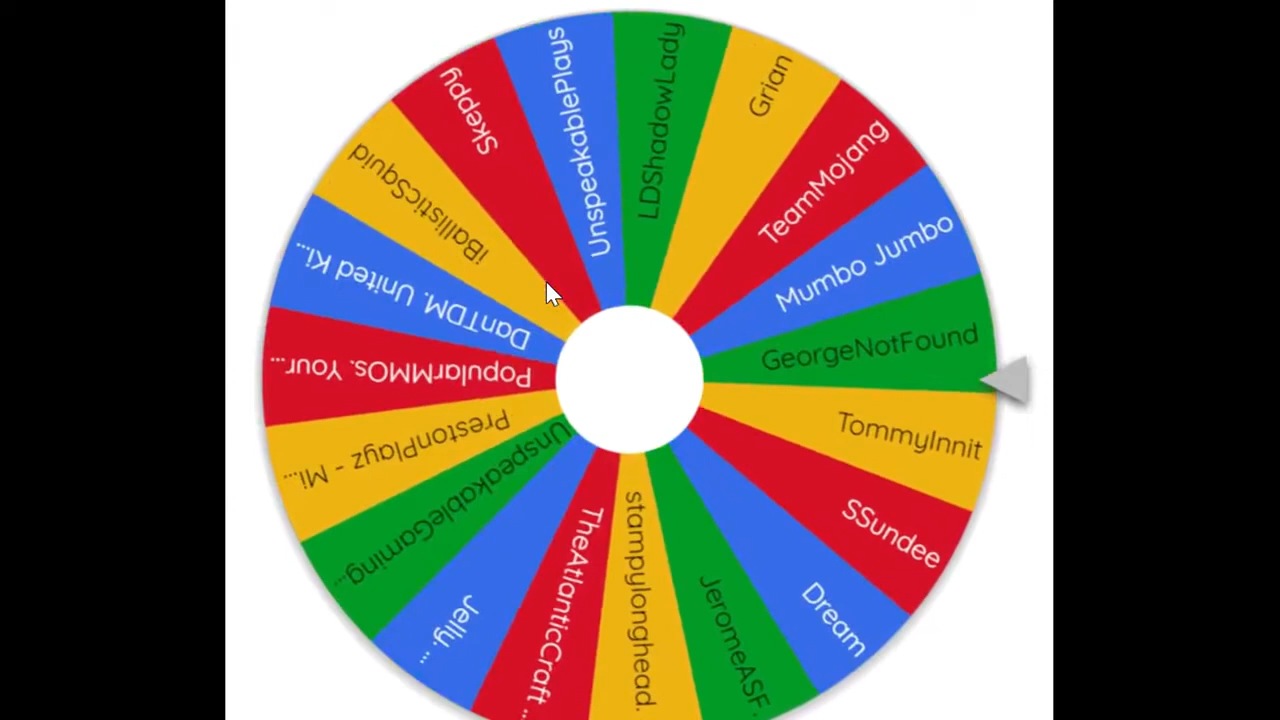 LDShadowLady
Grian
TeamMojang
Mumbo Jumbo
GeorgeNotFound
TommyInnit
SSundee
Dream
JeromeASF.
stampylonghead.
TheAtlanticCraft ...
Jelly. ...
UnspeakableGaming...
PrestonPlayz - Mi...
PopularMMOs. Your...
DanTDM. United Ki...
iBallisticSquid
Skeppy
UnspeakablePlays